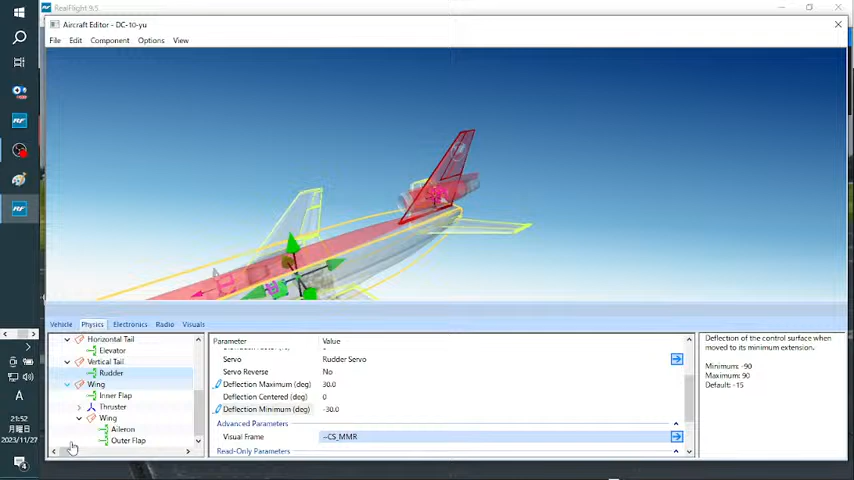 RealFlight 9.5
Aircraft Editor - DC-10-yu
File Edit Component Options View
Vehicle Physics Electronics Radio Visuals
Horizontal Tail
Elevator
Vertical Tail
Rudder
Wing
Inner Flap
Thruster
Wing
Aileron
Outer Flap
Parameter Value
Servo Rudder Servo
Servo Reverse No
Deflection Maximum (deg) 30.0
Deflection Centered (deg) 0
Deflection Minimum (deg) -30.0
Advanced Parameters
Visual Frame ~CS_MMR
Read-Only Parameters
Deflection of the control surface when
moved to its minimum extension.
Minimum: -90
Maximum: 90
Default: -15
RF
RF
A
21:52
月曜日
2023/11/27
4